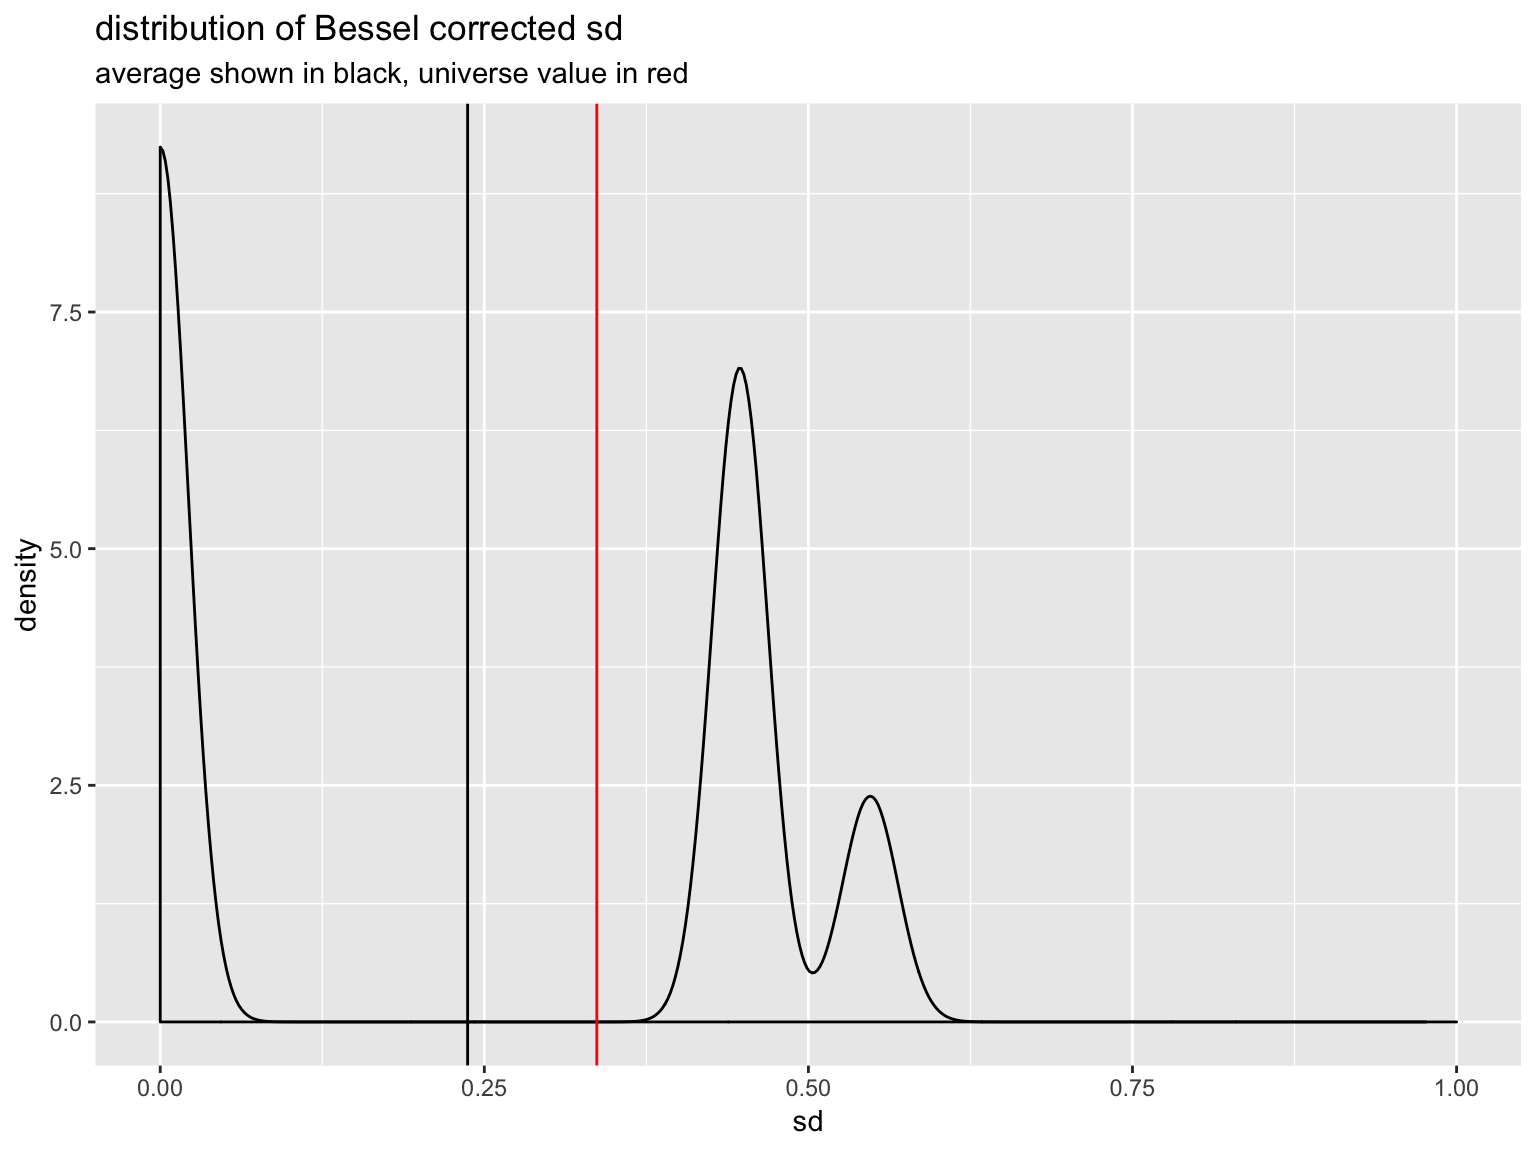 distribution of Bessel corrected sd
average shown in black, universe value in red
density
7.5
5.0
2.5
0.0
0.00 0.25 0.50 0.75 1.00
sd